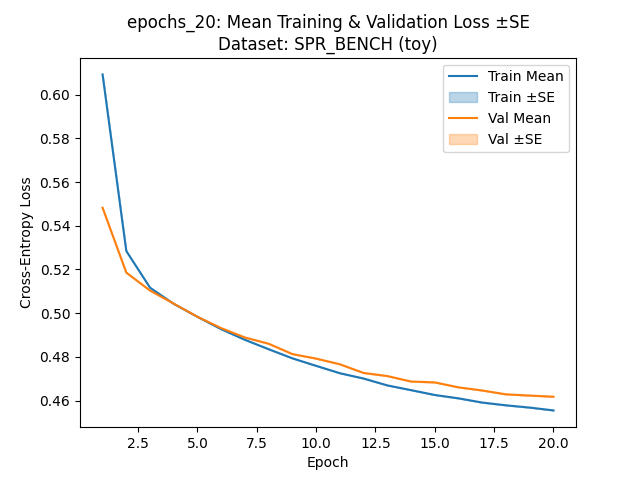 epochs_20: Mean Training & Validation Loss ±SE
Dataset: SPR_BENCH (toy)
Train Mean
Train ±SE
Val Mean
Val ±SE
Cross-Entropy Loss
0.60
0.58
0.56
0.54
0.52
0.50
0.48
0.46
2.5 5.0 7.5 10.0 12.5 15.0 17.5 20.0
Epoch